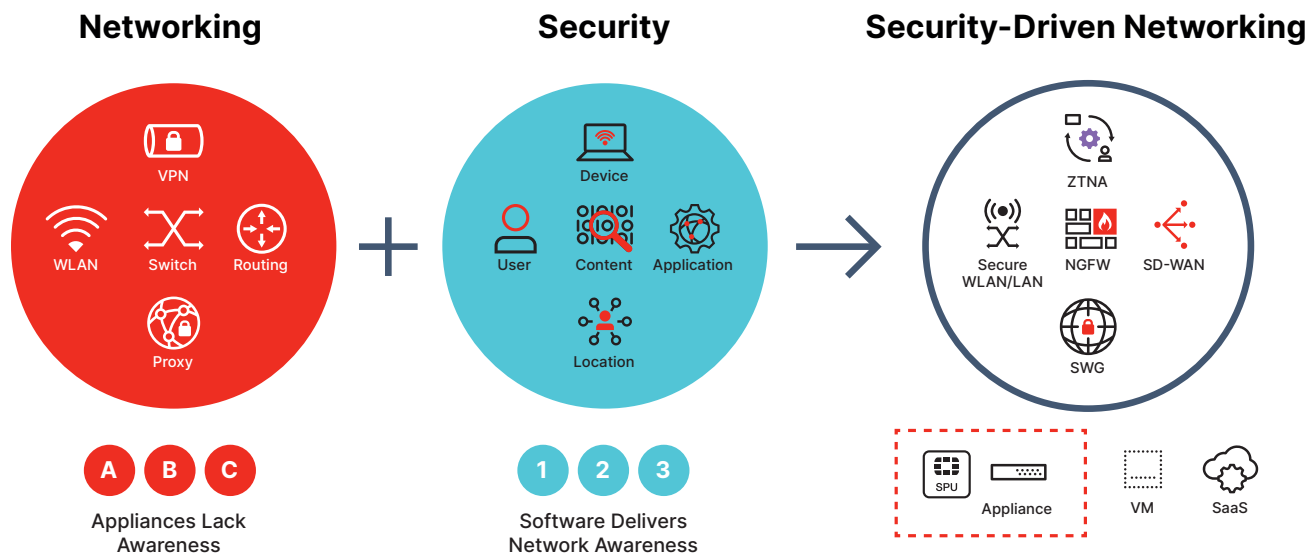 Networking
Security
Security-Driven Networking
VPN
WLAN
Switch
Routing
Proxy
Device
User
Content
Application
Location
ZTNA
Secure
WLAN/LAN
NGFW
SD-WAN
SWG
A B C
Appliances Lack
Awareness
1 2 3
Software Delivers
Network Awareness
SPU
Appliance
VM
SaaS